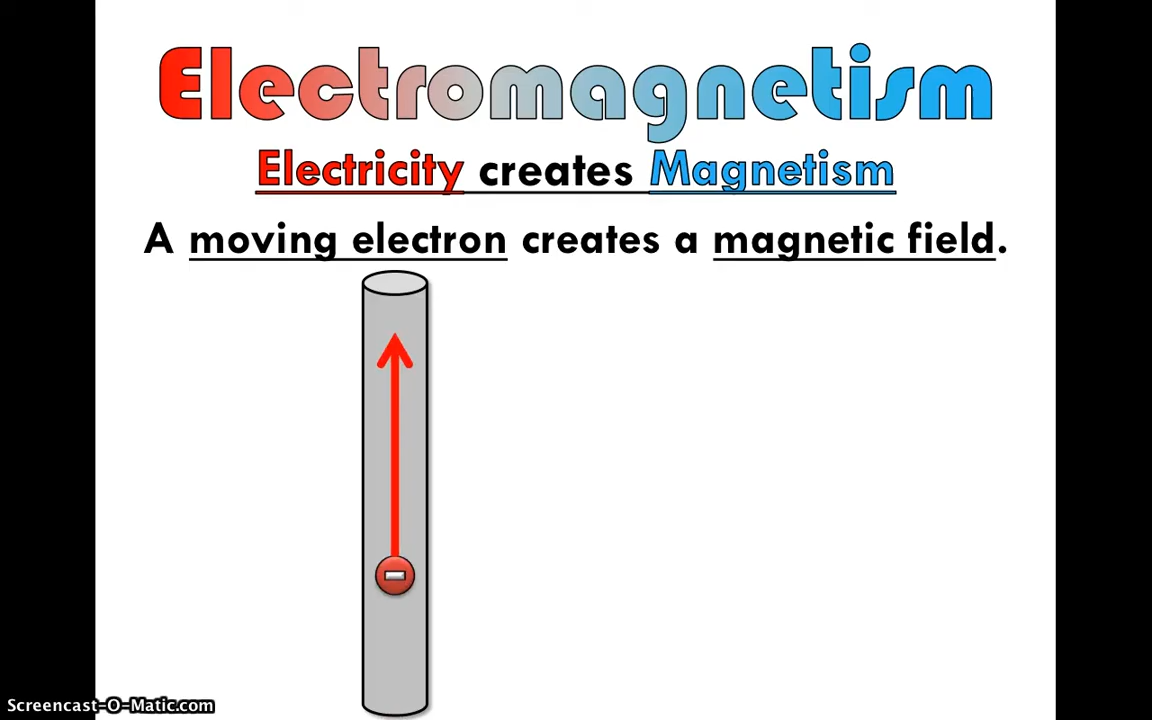 Electromagnetism
Electricity creates Magnetism
A moving electron creates a magnetic field.
Screencast-O-Matic.com